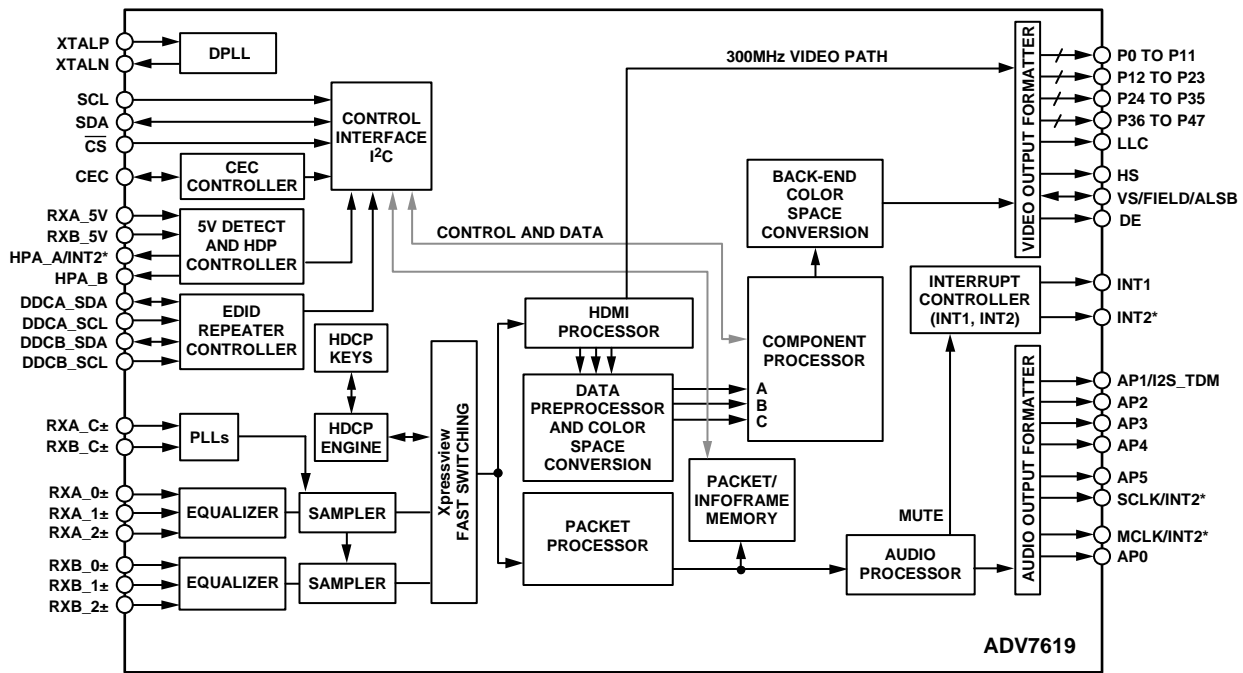 XTALP
XTALN
DPLL
SCL
SDA
CS
CEC
CEC
CONTROLLER
CONTROL
INTERFACE
I2C
RXA_5V
RXB_5V
HPA_A/INT2*
HPA_B
5V DETECT
AND HDP
CONTROLLER
DDCA_SDA
DDCA_SCL
DDCB_SDA
DDCB_SCL
EDID
REPEATER
CONTROLLER
HDCP
KEYS
HDCP
ENGINE
RXA_C±
RXB_C±
PLLs
RXA_0±
RXA_1±
RXA_2±
EQUALIZER
SAMPLER
RXB_0±
RXB_1±
RXB_2±
EQUALIZER
SAMPLER
Xpressview
FAST SWITCHING
CONTROL AND DATA
300MHz VIDEO PATH
HDMI
PROCESSOR
DATA
PREPROCESSOR
AND COLOR
SPACE
CONVERSION
PACKET
PROCESSOR
PACKET/
INFOFRAME
MEMORY
A
B
C
COMPONENT
PROCESSOR
BACK-END
COLOR
SPACE
CONVERSION
INTERRUPT
CONTROLLER
(INT1, INT2)
MUTE
AUDIO
PROCESSOR
VIDEO OUTPUT FORMATTER
AUDIO OUTPUT FORMATTER
P0 TO P11
P12 TO P23
P24 TO P35
P36 TO P47
LLC
HS
VS/FIELD/ALSB
DE
INT1
INT2*
AP1/I2S_TDM
AP2
AP3
AP4
AP5
SCLK/INT2*
MCLK/INT2*
AP0
ADV7619